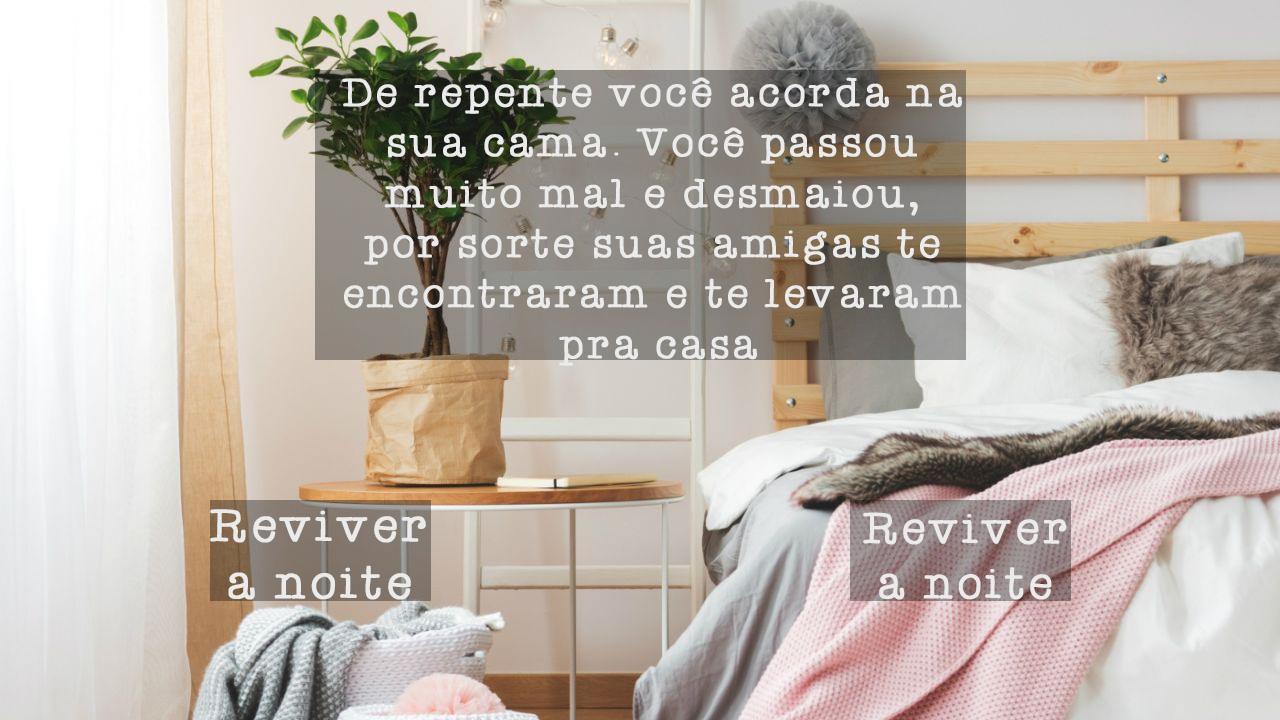 De repente você acorda na
sua cama. Você passou
muito mal e desmaiou,
por sorte suas amigas te
encontraram e te levaram
pra casa
Reviver
a noite
Reviver
a noite